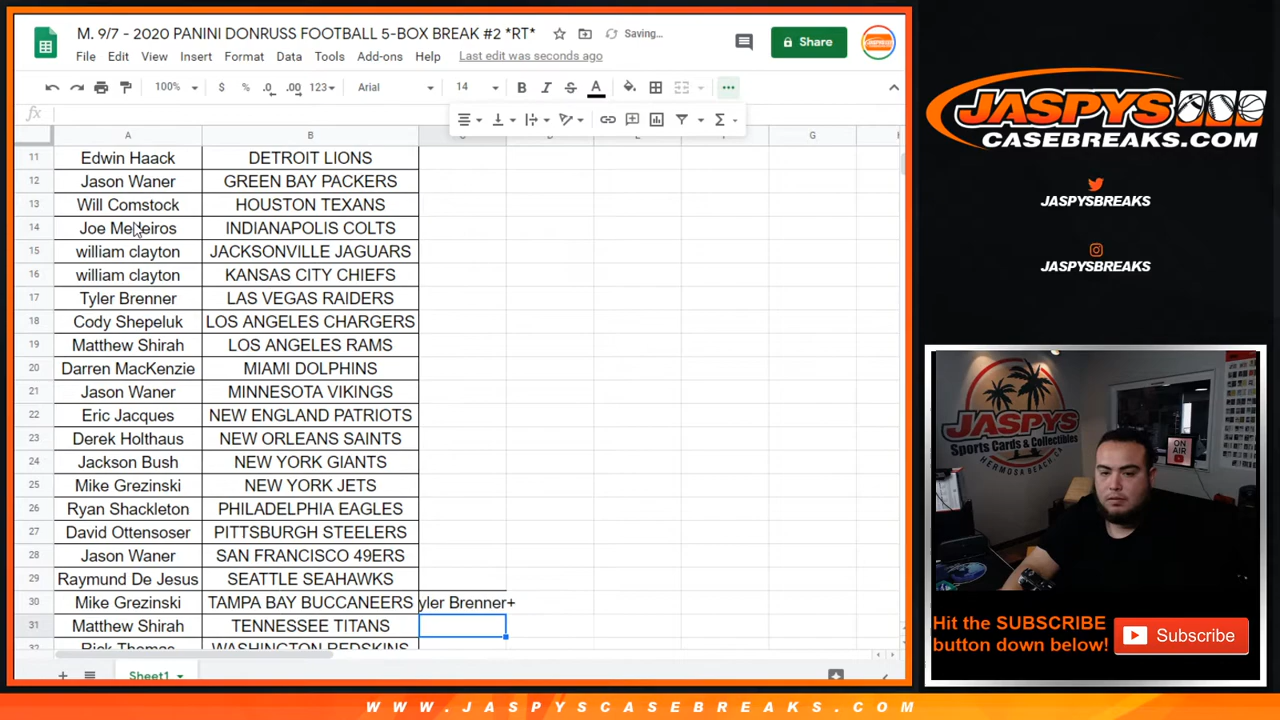 M. 9/7 - 2020 PANINI DONRUSS FOOTBALL 5-BOX BREAK #2 *RT*
Saving...
Share
File Edit View Insert Format Data Tools Add-ons Help Last edit was seconds ago
100% $ % .0 .00 123 Arial 14 B I S A
fx
A B G
11 Edwin Haack DETROIT LIONS
12 Jason Waner GREEN BAY PACKERS
13 Will Comstock HOUSTON TEXANS
14 Joe Medeiros INDIANAPOLIS COLTS
15 william clayton JACKSONVILLE JAGUARS
16 william clayton KANSAS CITY CHIEFS
17 Tyler Brenner LAS VEGAS RAIDERS
18 Cody Shepeluk LOS ANGELES CHARGERS
19 Matthew Shirah LOS ANGELES RAMS
20 Darren MacKenzie MIAMI DOLPHINS
21 Jason Waner MINNESOTA VIKINGS
22 Eric Jacques NEW ENGLAND PATRIOTS
23 Derek Holthaus NEW ORLEANS SAINTS
24 Jackson Bush NEW YORK GIANTS
25 Mike Grezinski NEW YORK JETS
26 Ryan Shackleton PHILADELPHIA EAGLES
27 David Ottensoser PITTSBURGH STEELERS
28 Jason Waner SAN FRANCISCO 49ERS
29 Raymund De Jesus SEATTLE SEAHAWKS
30 Mike Grezinski TAMPA BAY BUCCANEERS yler Brenner+
31 Matthew Shirah TENNESSEE TITANS
32 Rick Thomas WASHINGTON REDSKINS
Sheet1
JASPYS
CASEBREAKS.COM
JASPYSBREAKS
JASPYSBREAKS
JASPYS
Sports Cards & Collectibles
HERMOSA BEACH, CA
ON AIR
Hit the SUBSCRIBE
button down below!
Subscribe
WWW.JASPYSCASEBREAKS.COM